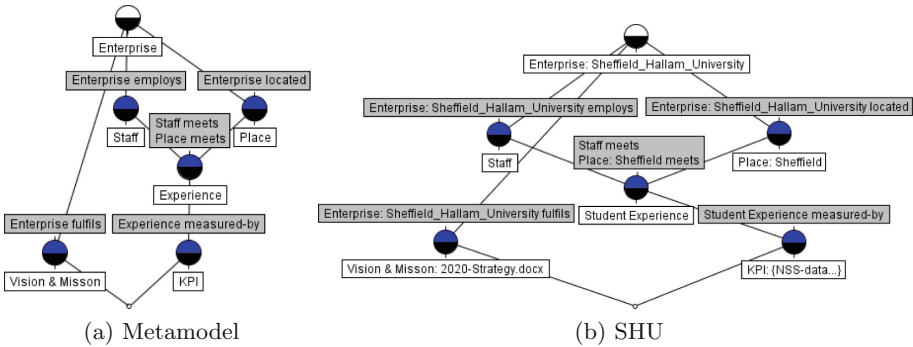 Enterprise
Enterprise employs
Enterprise located
Staff
Staff meets
Place meets
Place
Experience
Enterprise fulfils
Experience measured-by
Vision & Misson
KPI
(a) Metamodel
Enterprise: Sheffield_Hallam_University
Enterprise: Sheffield_Hallam_University employs
Enterprise: Sheffield_Hallam_University located
Staff
Staff meets
Place: Sheffield meets
Place: Sheffield
Student Experience
Enterprise: Sheffield_Hallam_University fulfils
Student Experience measured-by
Vision & Misson: 2020-Strategy.docx
KPI: {NSS-data...}
(b) SHU